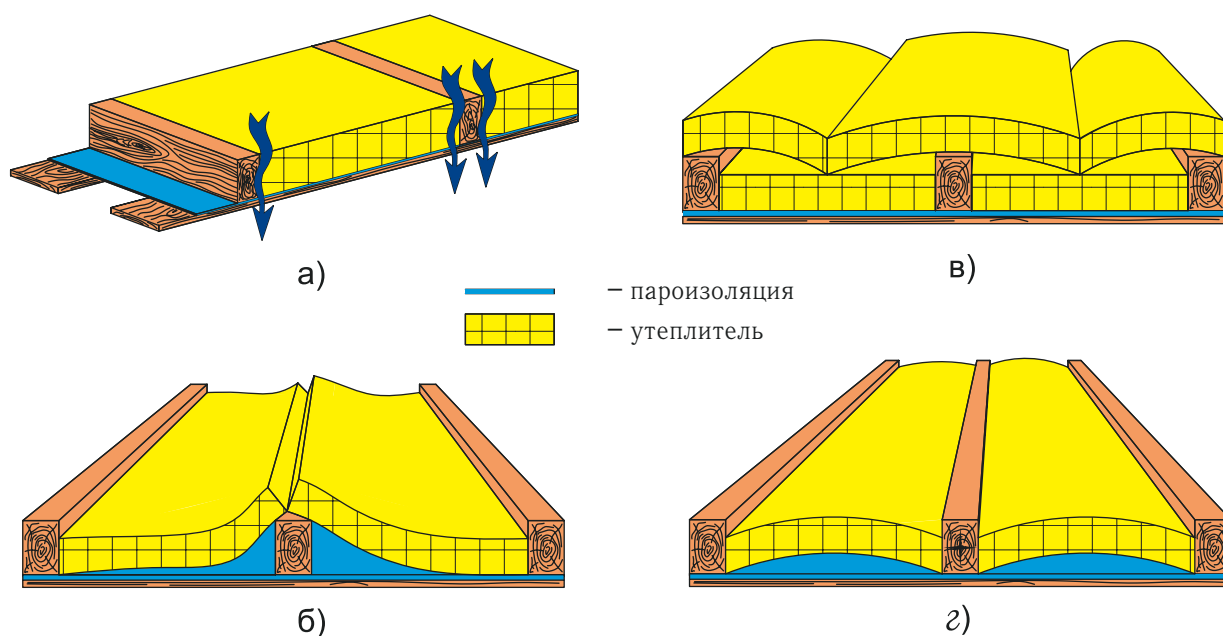 а)
в)
– пароизоляция
– утеплитель
б)
г)